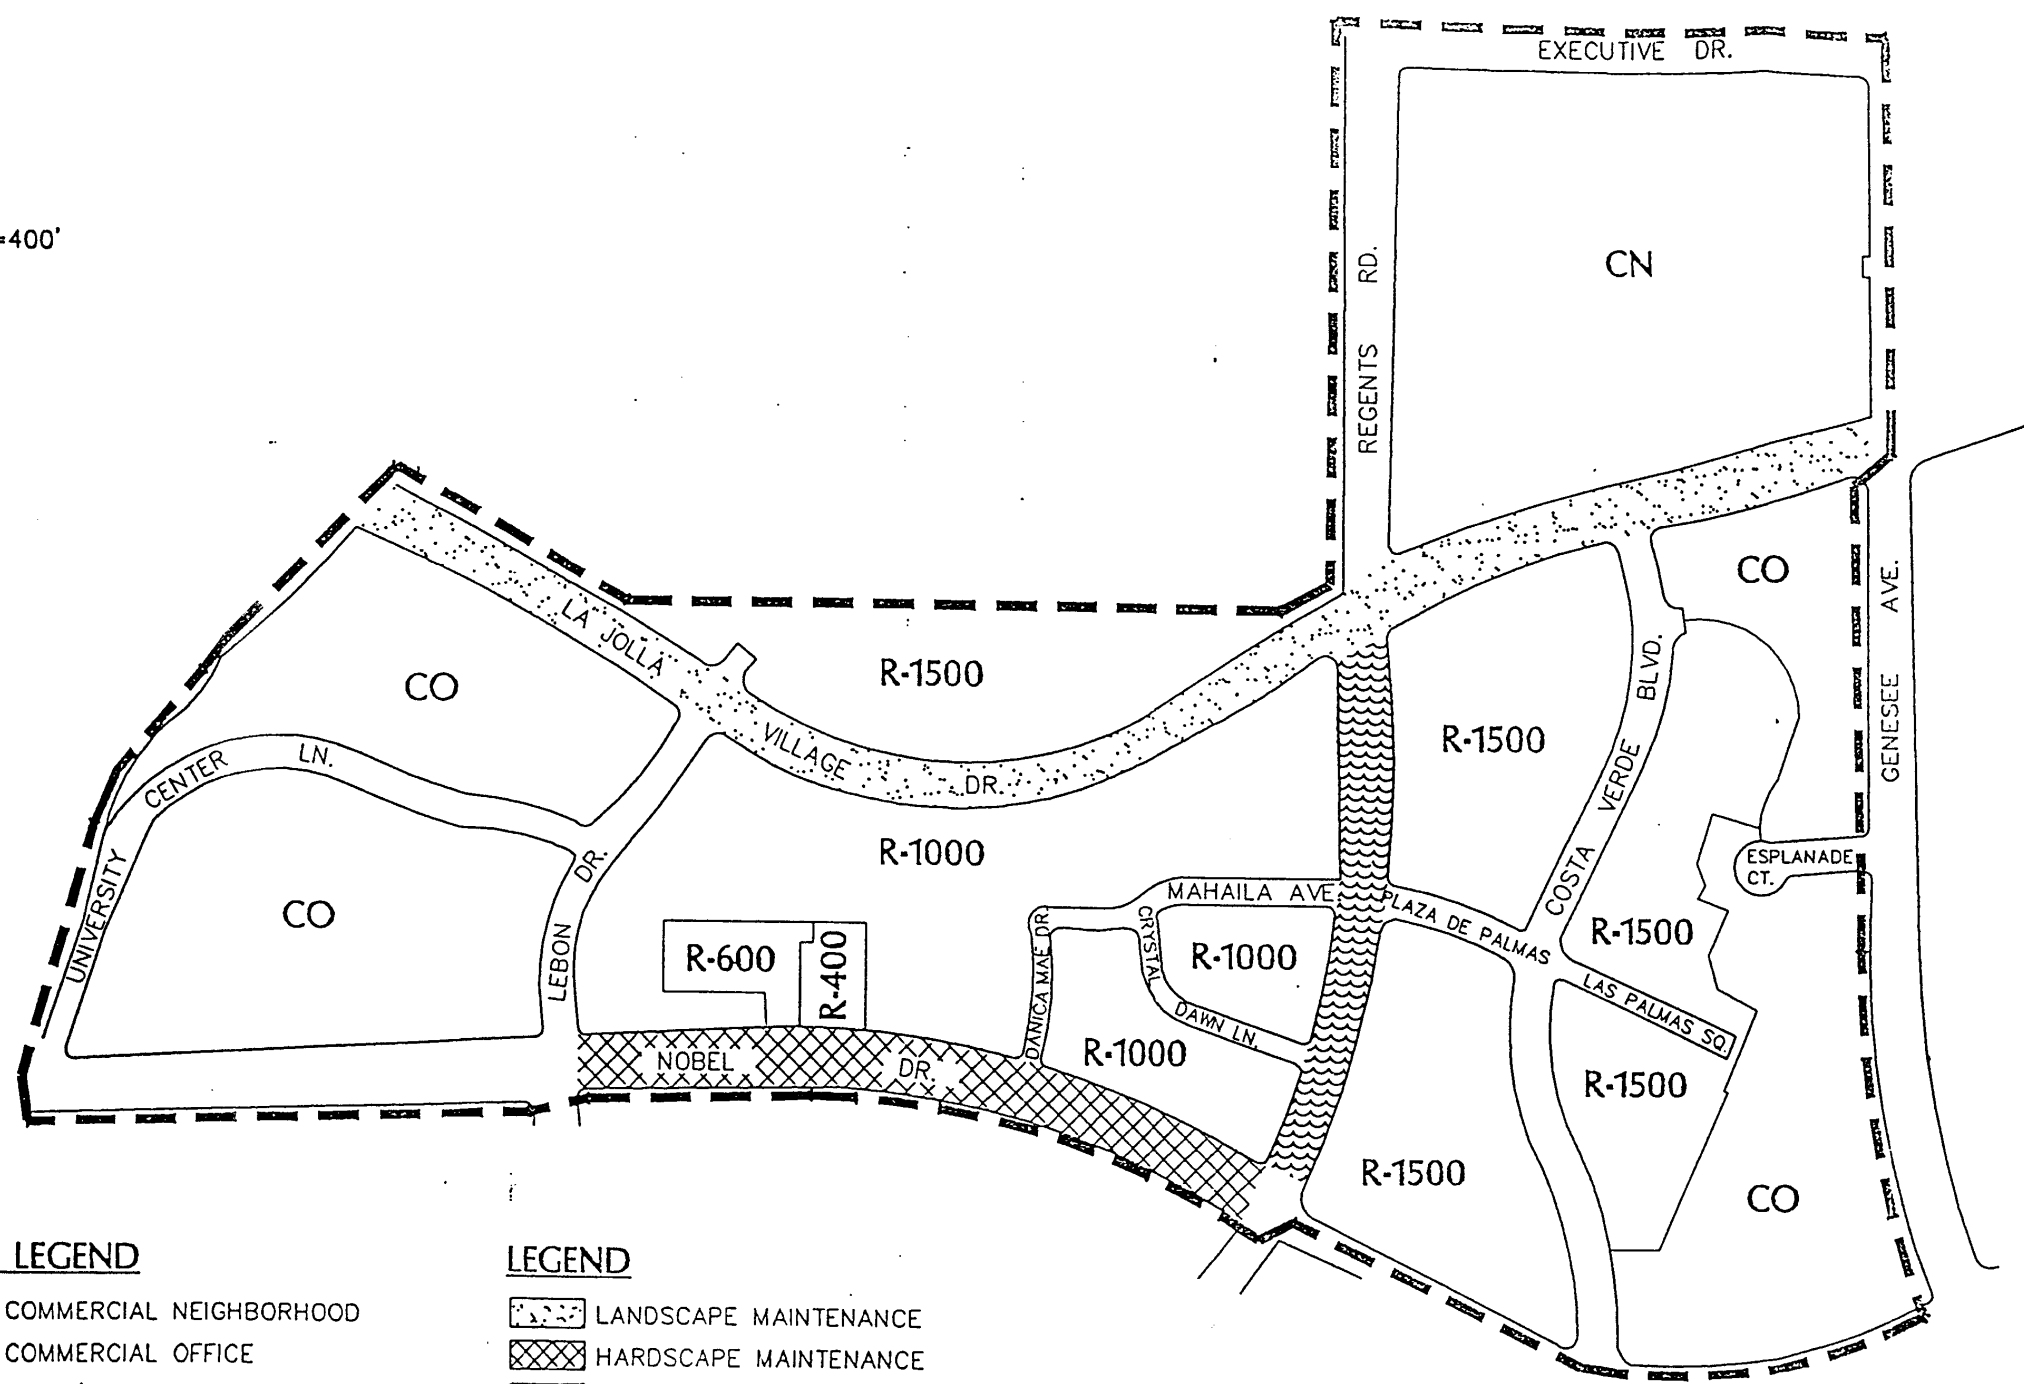 EXECUTIVE DR.
=400'
CN
REGENTS RD.
CO
GENESEE AVE.
LA JOLLA
VILLAGE
DR.
R-1500
CO
R-1500
COSTA VERDE BLVD.
CENTER LN.
UNIVERSITY
R-1000
CO
LEBON DR.
R-600
R-400
MAHAILA AVE
PLAZA DE PALMAS
ESPLANADE
CT.
R-1500
DANICA MAE DR.
CRYSTAL
DAWN LN.
R-1000
R-1000
LAS PALMAS SQ.
R-1500
NOBEL DR.
R-1500
CO
LEGEND
COMMERCIAL NEIGHBORHOOD
COMMERCIAL OFFICE
LEGEND
LANDSCAPE MAINTENANCE
HARDSCAPE MAINTENANCE